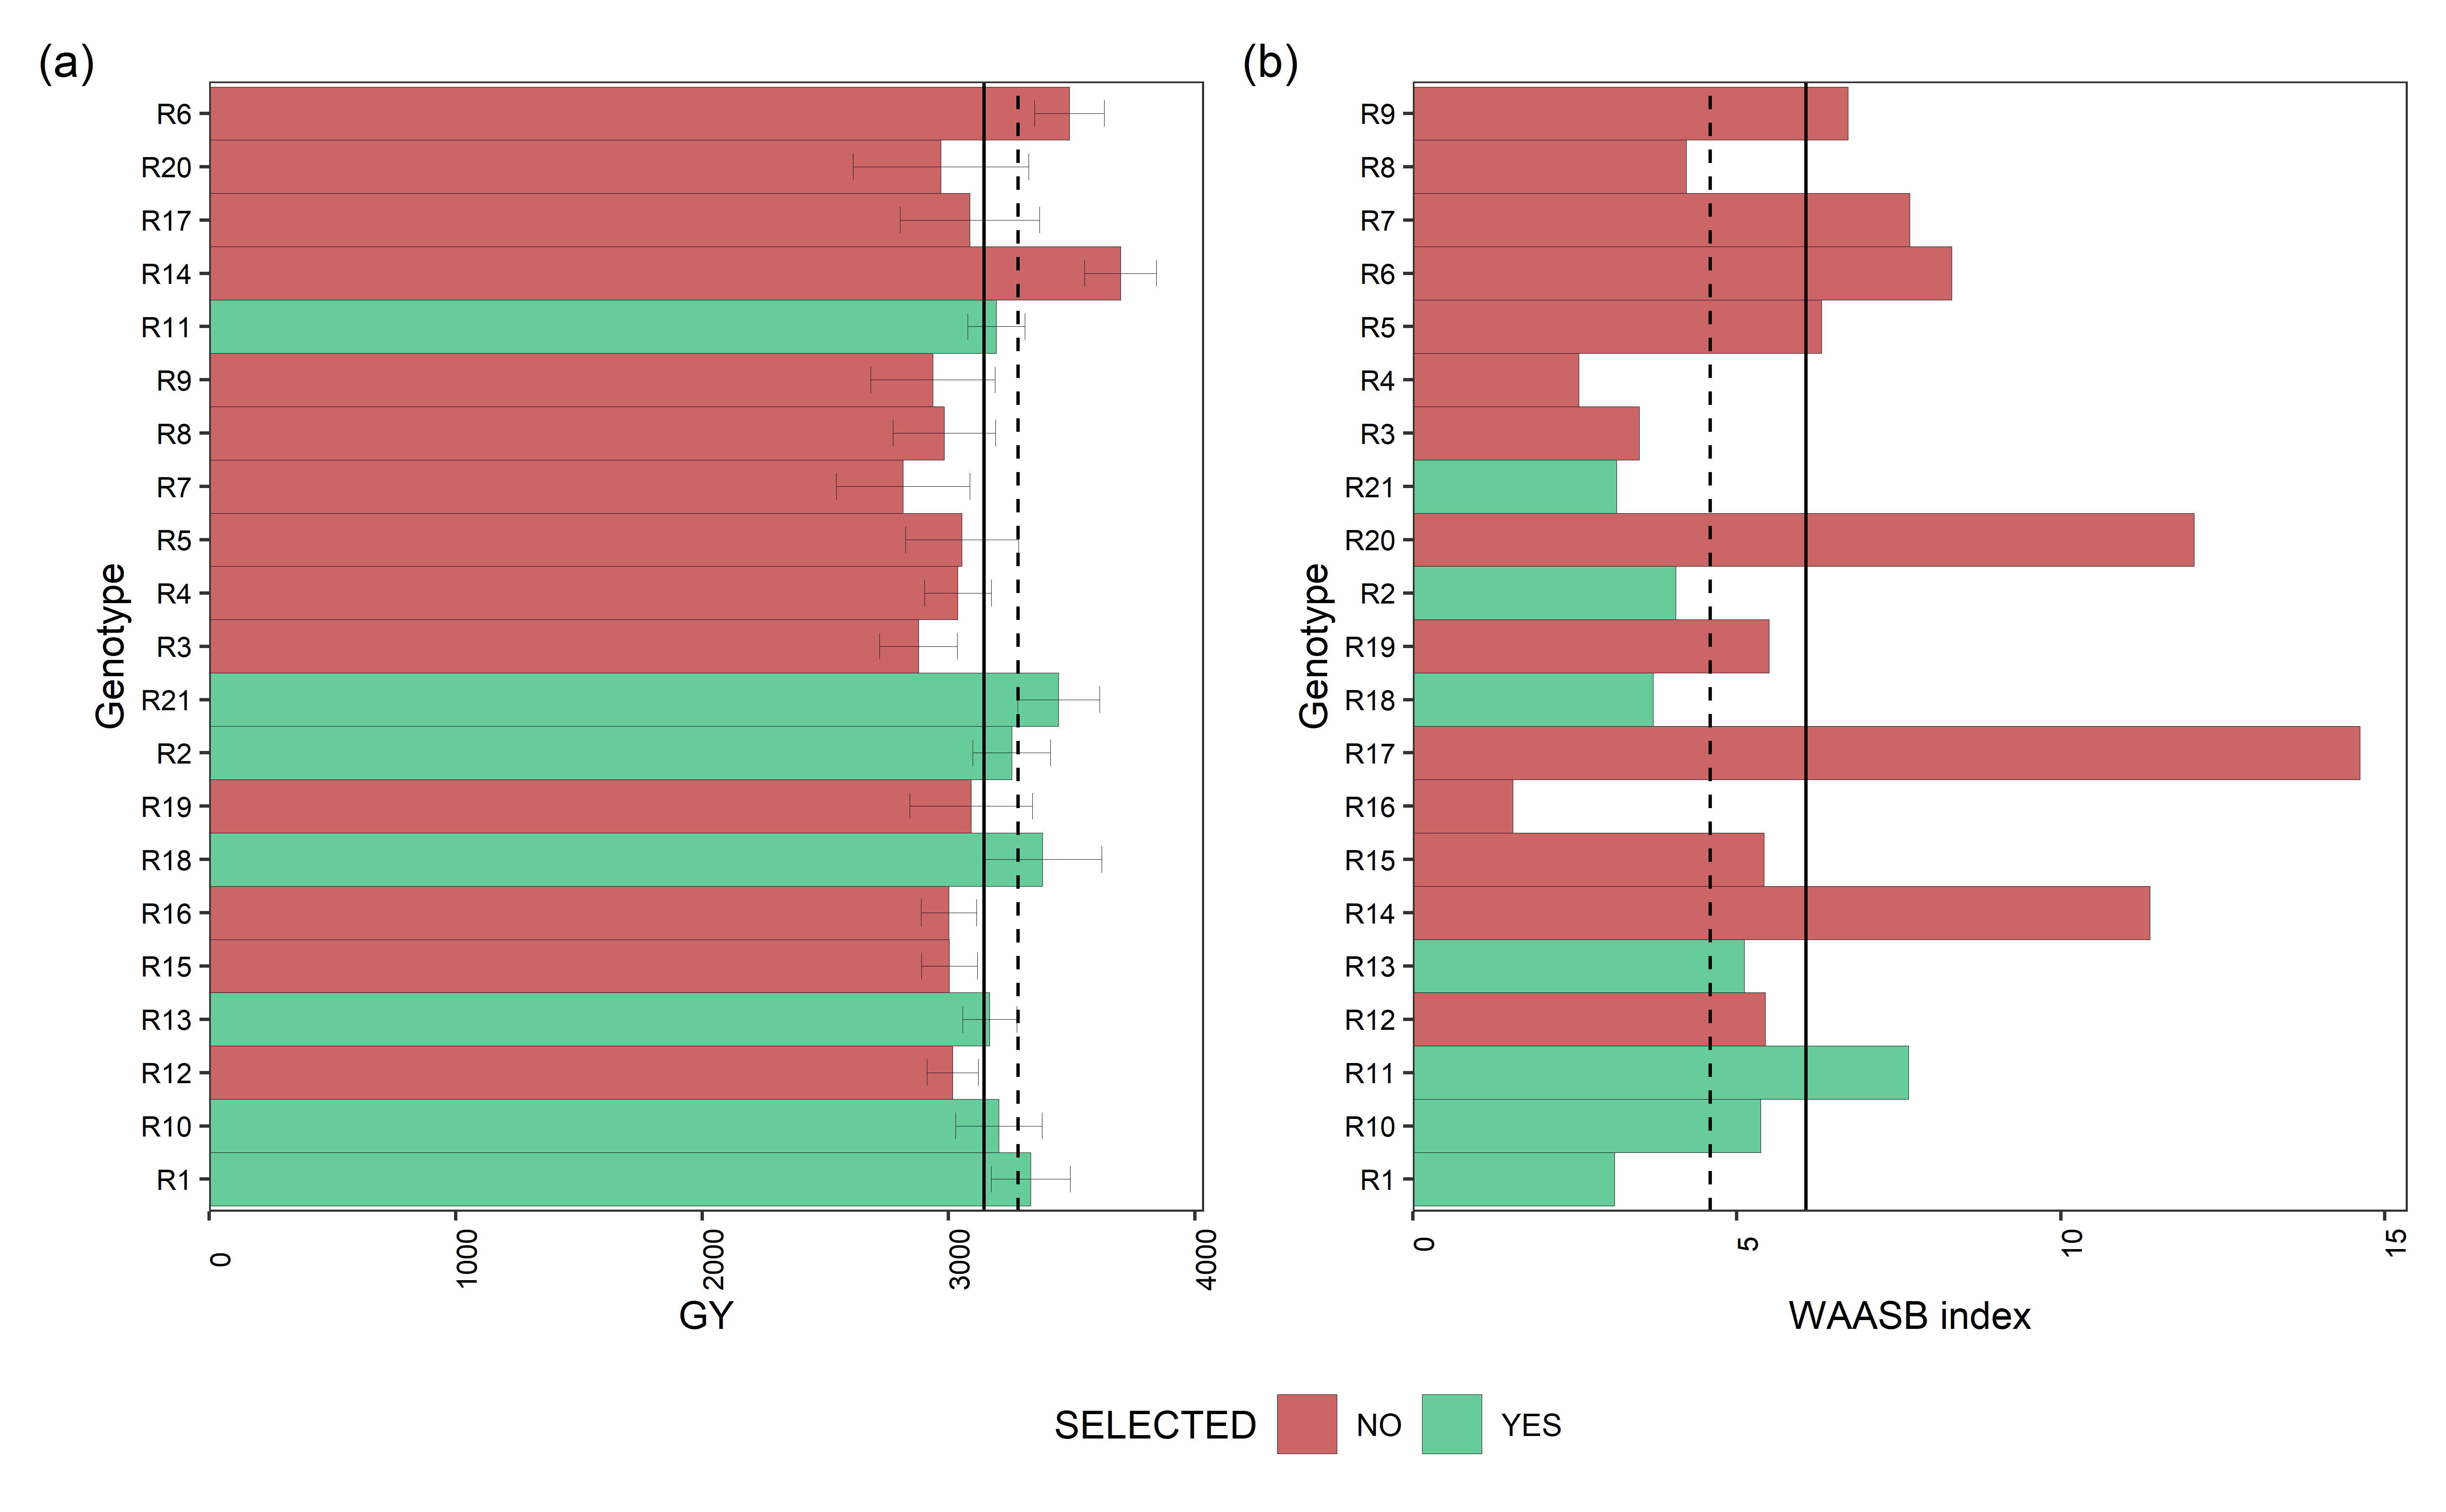 (a)
R6
R20
R17
R14
R11
R9
R8
R7
R5
R4
R3
R21
R2
R19
R18
R16
R15
R13
R12
R10
R1
Genotype
0 1000 2000 3000 4000
GY
(b)
R9
R8
R7
R6
R5
R4
R3
R21
R20
R2
R19
R18
R17
R16
R15
R14
R13
R12
R11
R10
R1
Genotype
0 5 10 15
WAASB index
SELECTED NO YES